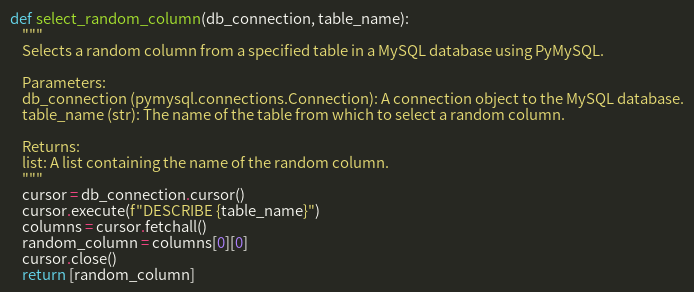 def select_random_column(db_connection, table_name):
    """
    Selects a random column from a specified table in a MySQL database using PyMySQL.

    Parameters:
    db_connection (pymysql.connections.Connection): A connection object to the MySQL database.
    table_name (str): The name of the table from which to select a random column.

    Returns:
    list: A list containing the name of the random column.
    """
    cursor = db_connection.cursor()
    cursor.execute(f"DESCRIBE {table_name}")
    columns = cursor.fetchall()
    random_column = columns[0][0]
    cursor.close()
    return [random_column]